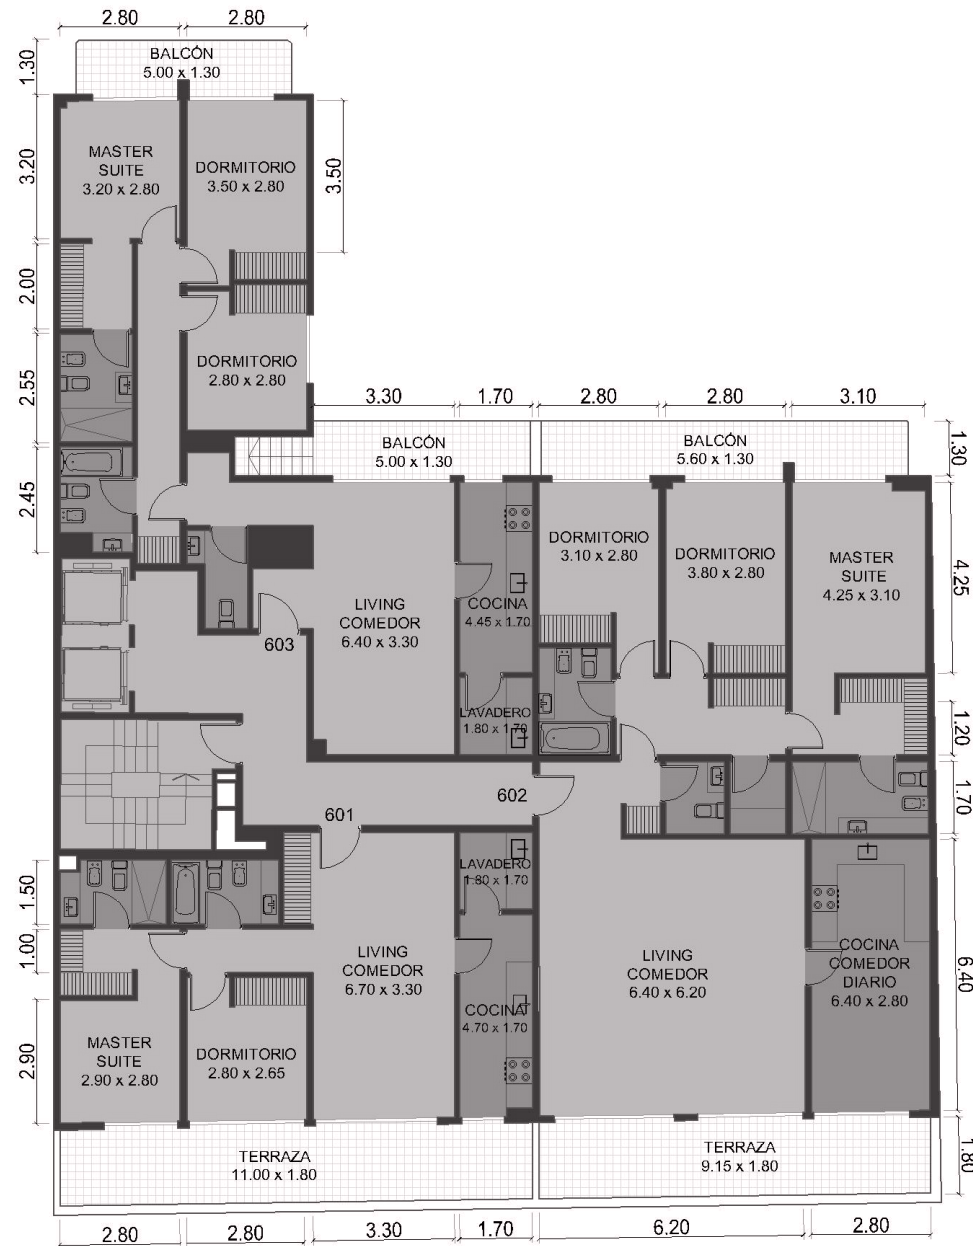 2.80
2.80
1.30
BALCÓN
5.00 x 1.30
3.20
MASTER
SUITE
3.20 x 2.80
DORMITORIO
3.50 x 2.80
3.50
2.00
2.55
DORMITORIO
2.80 x 2.80
3.30
1.70
2.80
2.80
3.10
2.45
BALCÓN
5.00 x 1.30
BALCÓN
5.60 x 1.30
1.30
DORMITORIO
3.10 x 2.80
DORMITORIO
3.80 x 2.80
MASTER
SUITE
4.25 x 3.10
4.25
LIVING
COMEDOR
6.40 x 3.30
COCINA
4.45 x 1.70
603
LAVADERO
1.80 x 1.70
1.20
1.70
601
602
1.50
LAVADERO
1.80 x 1.70
1.00
LIVING
COMEDOR
6.70 x 3.30
LIVING
COMEDOR
6.40 x 6.20
COCINA
COMEDOR
DIARIO
6.40 x 2.80
6.40
COCINA
4.70 x 1.70
2.90
MASTER
SUITE
2.90 x 2.80
DORMITORIO
2.80 x 2.65
TERRAZA
11.00 x 1.80
TERRAZA
9.15 x 1.80
1.80
2.80
2.80
3.30
1.70
6.20
2.80